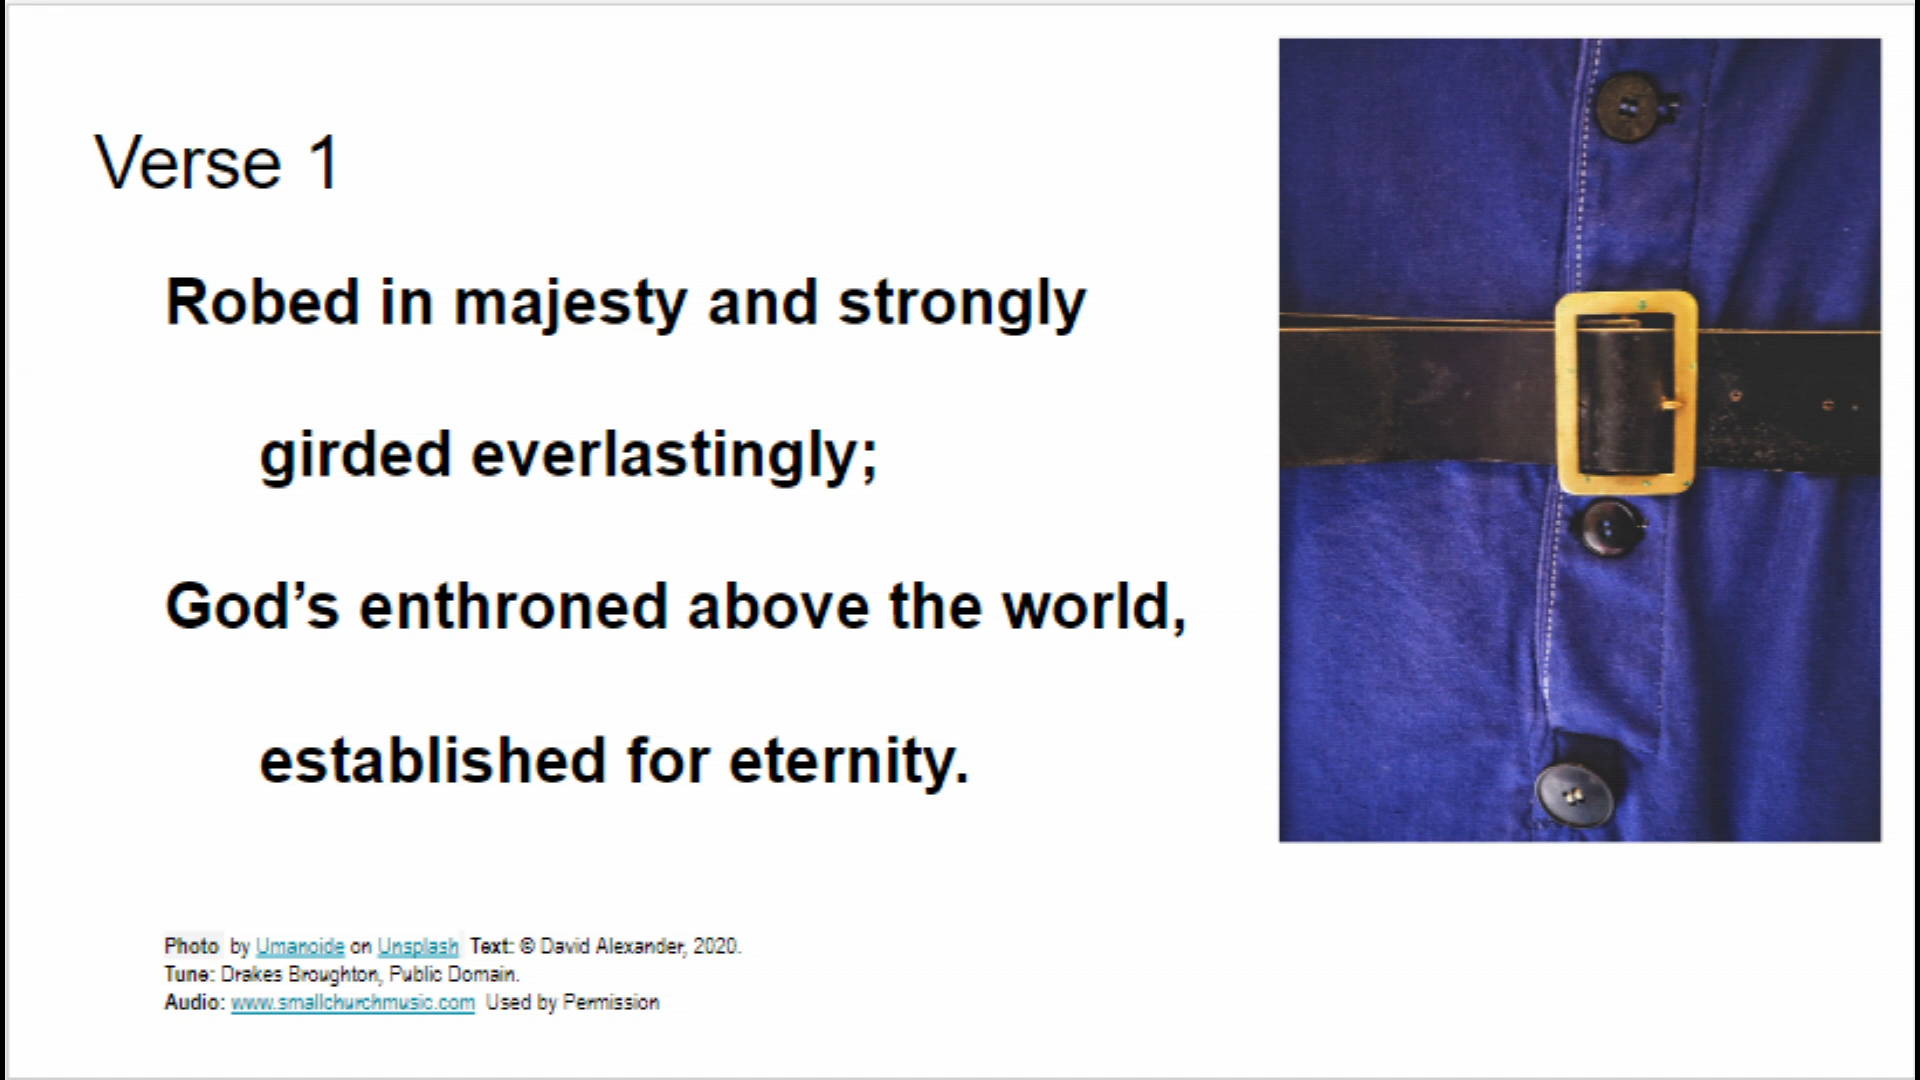 Verse 1
Robed in majesty and strongly
girded everlastingly;
God’s enthroned above the world,
established for eternity.
Photo by Umanoide on Unsplash Text: © David Alexander, 2020.
Tune: Drakes Broughton, Public Domain.
Audio: www.smallchurchmusic.com Used by Permission